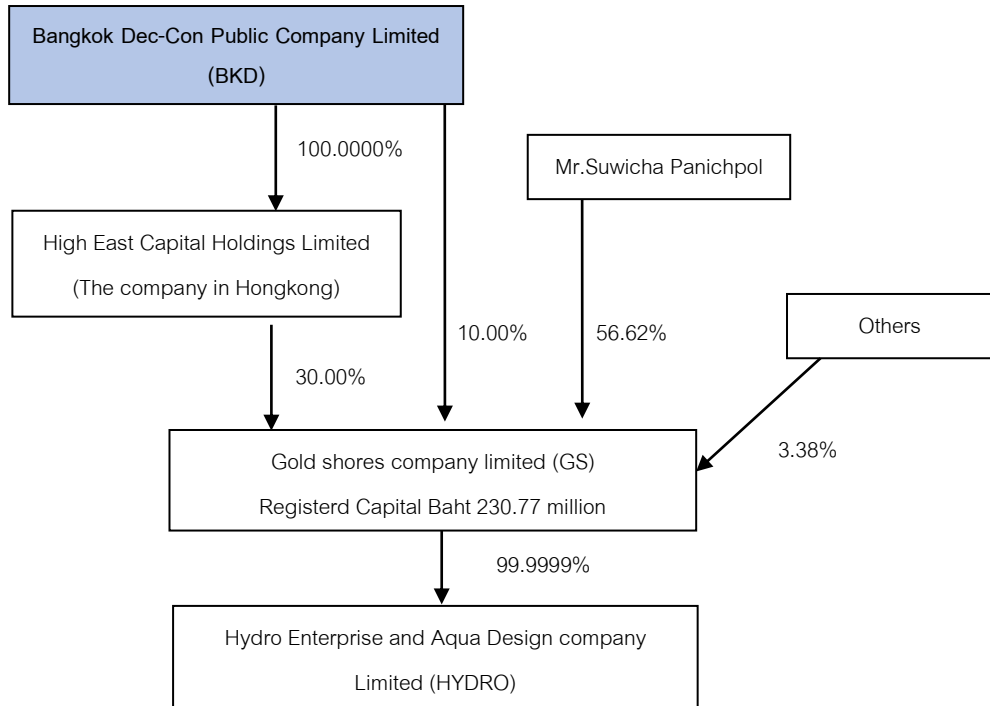 Bangkok Dec-Con Public Company Limited
(BKD)
100.0000%
Mr.Suwicha Panichpol
High East Capital Holdings Limited
(The company in Hongkong)
Others
10.00%
56.62%
30.00%
3.38%
Gold shores company limited (GS)
Registerd Capital Baht 230.77 million
99.9999%
Hydro Enterprise and Aqua Design company
Limited (HYDRO)